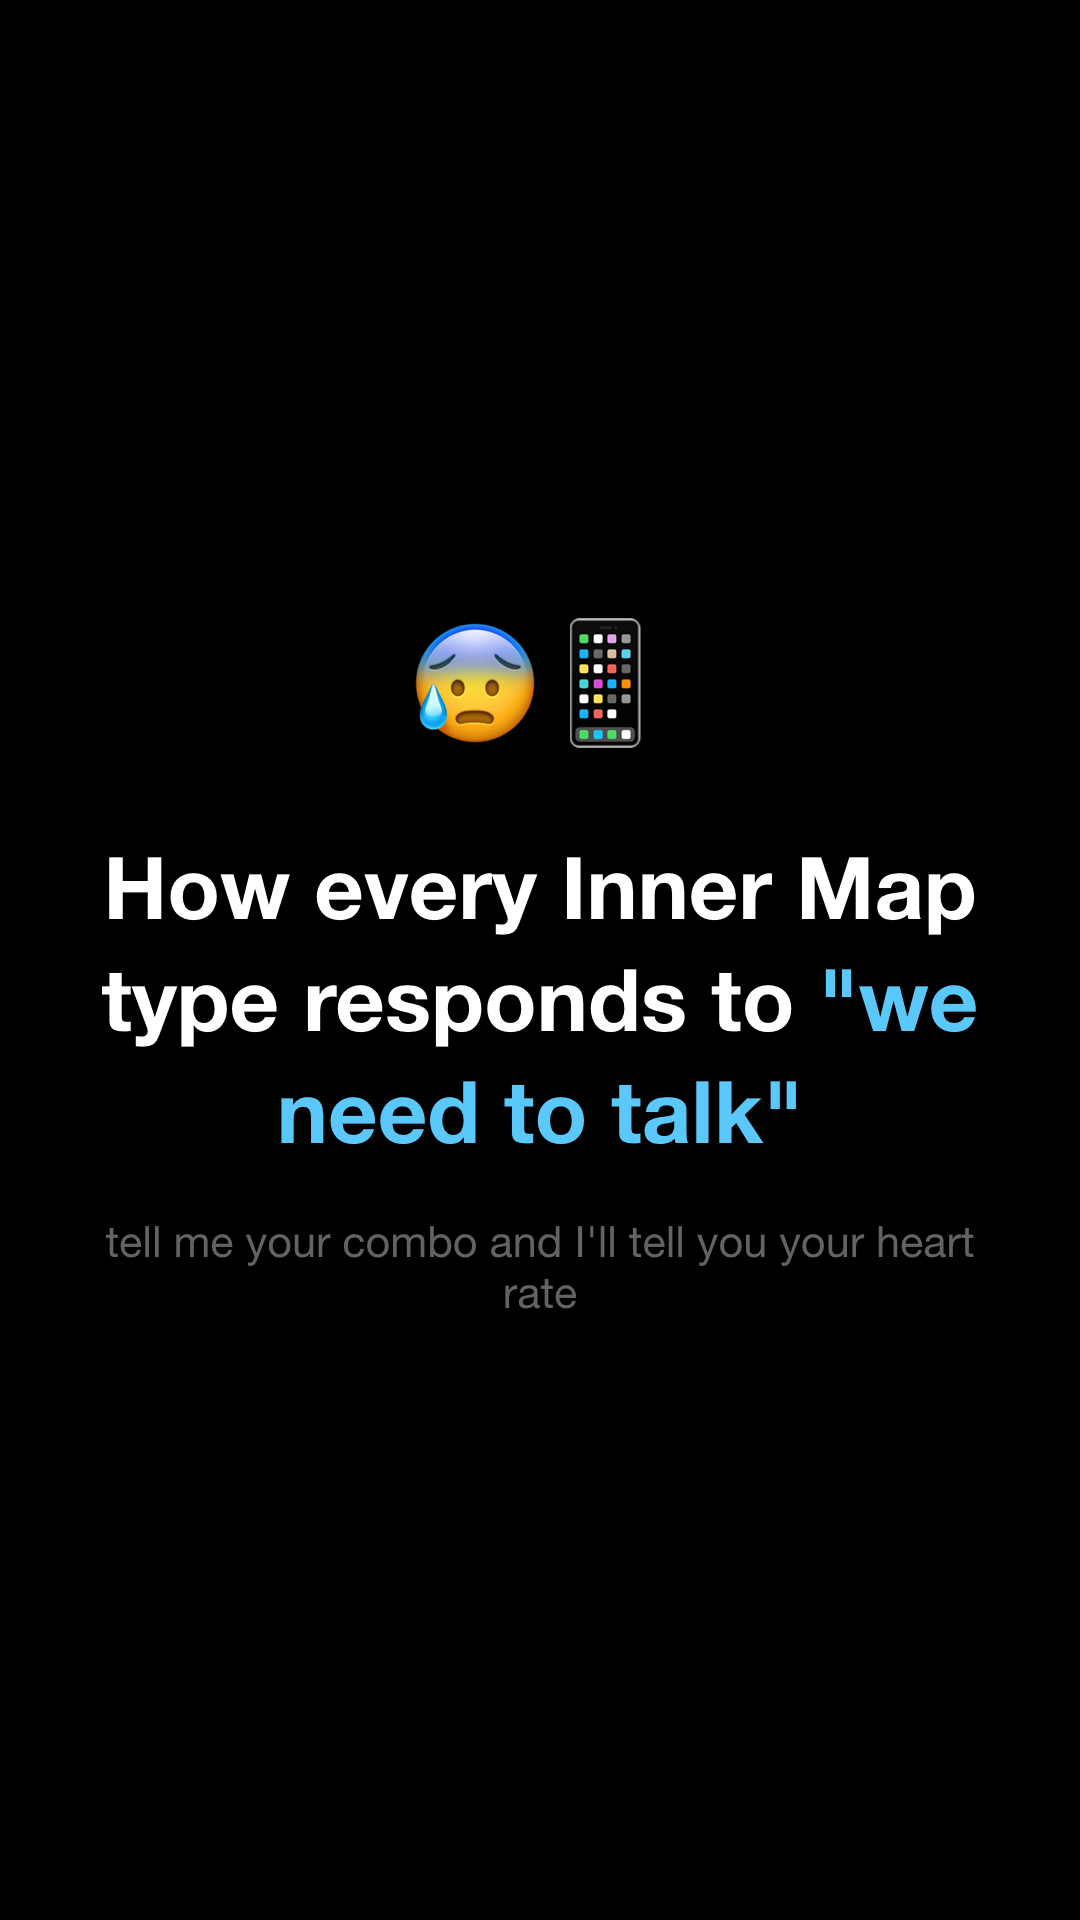 How every Inner Map
type responds to "we
need to talk"
tell me your combo and I'll tell you your heart
rate